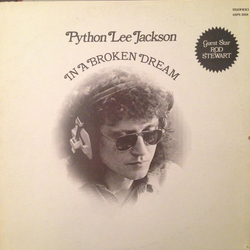 Python Lee Jackson
IN A BROKEN DREAM
Guest Star
ROD
STEWART